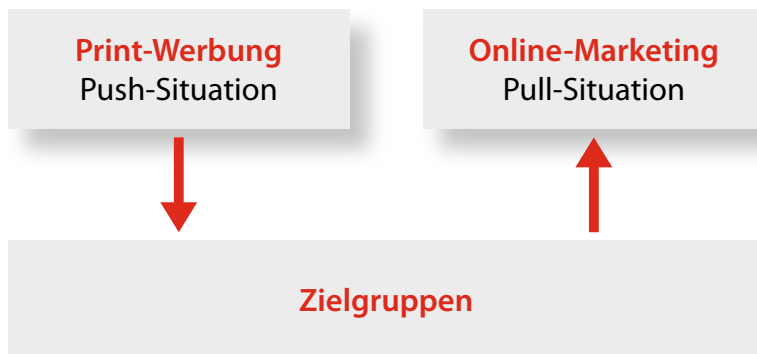 Print-Werbung
Push-Situation
Online-Marketing
Pull-Situation
Zielgruppen